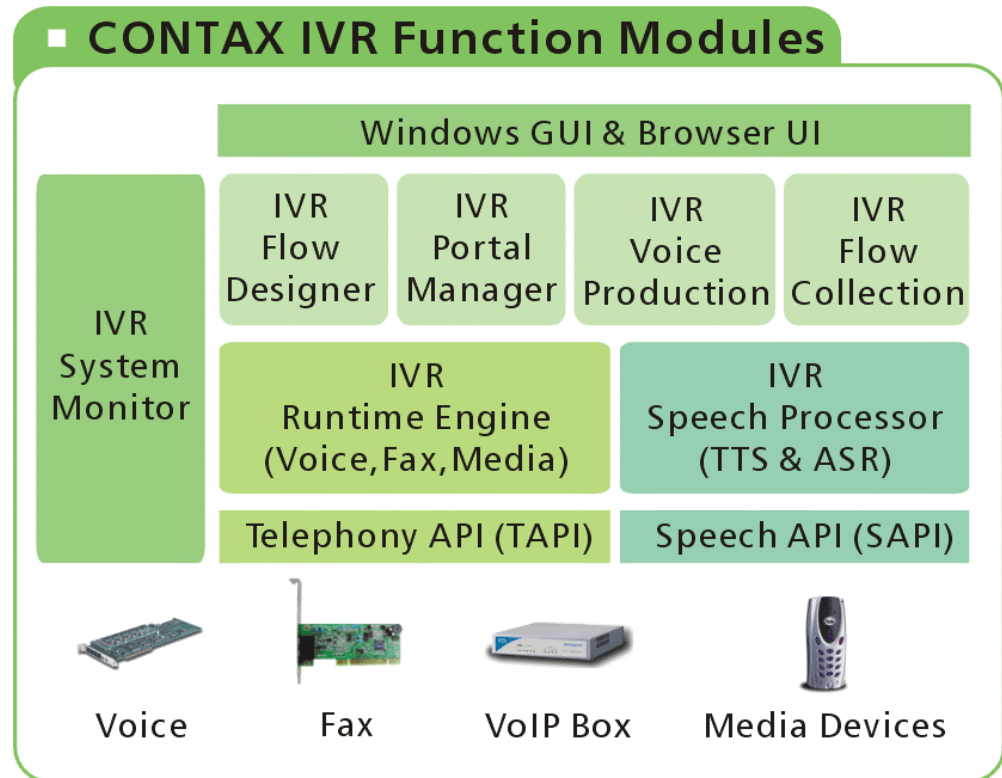 CONTAX IVR Function Modules
Windows GUI & Browser UI
IVR
System
Monitor
IVR
Flow
Designer
IVR
Portal
Manager
IVR
Voice
Production
IVR
Flow
Collection
IVR
Runtime Engine
(Voice,Fax,Media)
IVR
Speech Processor
(TTS & ASR)
Telephony API (TAPI)
Speech API (SAPI)
Voice
Fax
VoIP Box
Media Devices